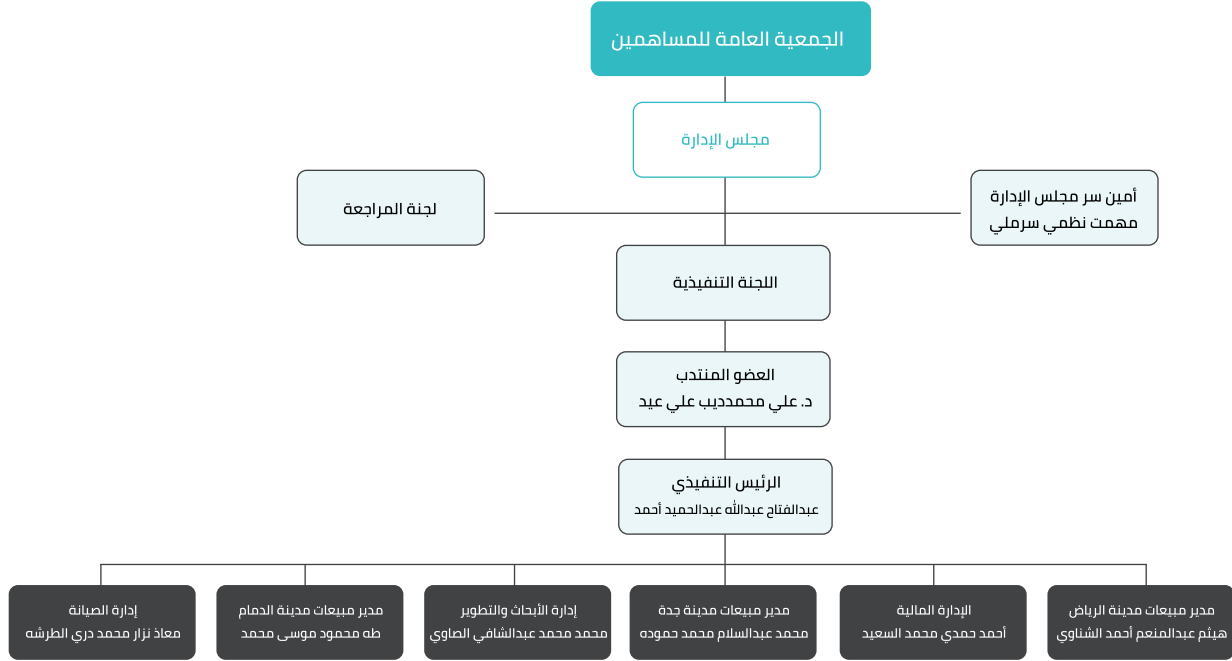 الجمعية العامة للمساهمين
مجلس الإدارة
أمين سر مجلس الإدارة
مهمت نظمي سرملي
لجنة المراجعة
اللجنة التنفيذية
العضو المنتدب
د. علي محمدديب علي عيد
الرئيس التنفيذي
عبدالفتاح عبدالله عبدالحميد أحمد
مدير مبيعات مدينة الرياض
هيثم عبدالمنعم أحمد الشناوي
الإدارة المالية
أحمد حمدي محمد السعيد
مدير مبيعات مدينة جدة
محمد عبدالسلام محمد حموده
إدارة الأبحاث والتطوير
محمد محمد عبدالشافي الصاوي
مدير مبيعات مدينة الدمام
طه محمود موسى محمد
إدارة الصيانة
معاذ نزار محمد دري الطرشه